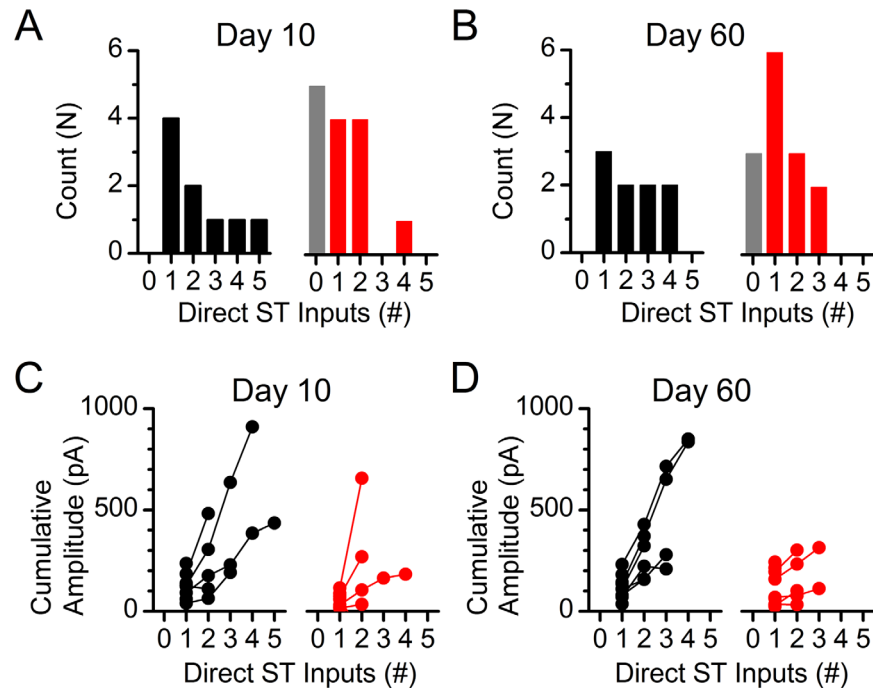 A
Day 10
Count (N)
6
4
2
0
0 1 2 3 4 5
0 1 2 3 4 5
Direct ST Inputs (#)
B
Day 60
Count (N)
6
4
2
0
0 1 2 3 4 5
0 1 2 3 4 5
Direct ST Inputs (#)
C
Day 10
Cumulative
Amplitude (pA)
1000
500
0
0 1 2 3 4 5
0 1 2 3 4 5
Direct ST Inputs (#)
D
Day 60
Cumulative
Amplitude (pA)
1000
500
0
0 1 2 3 4 5
0 1 2 3 4 5
Direct ST Inputs (#)